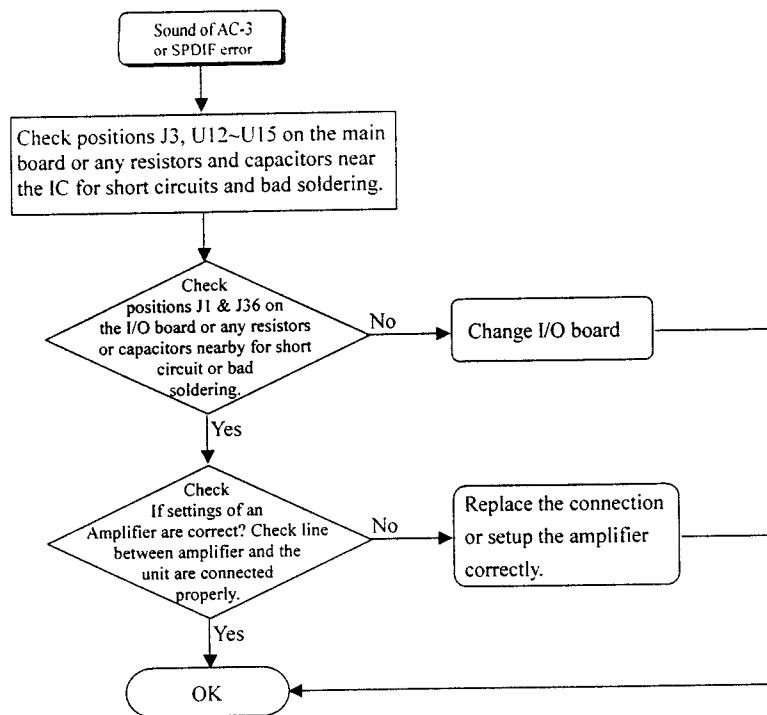 Sound of AC-3
or SPDIF error
Check positions J3, U12~U15 on the main
board or any resistors and capacitors near
the IC for short circuits and bad soldering.
Check
positions J1 & J36 on
the I/O board or any resistors
or capacitors nearby for short
circuit or bad
soldering.
No
Change I/O board
Yes
Check
If settings of an
Amplifier are correct? Check line
between amplifier and the
unit are connected
properly.
No
Replace the connection
or setup the amplifier
correctly.
Yes
OK